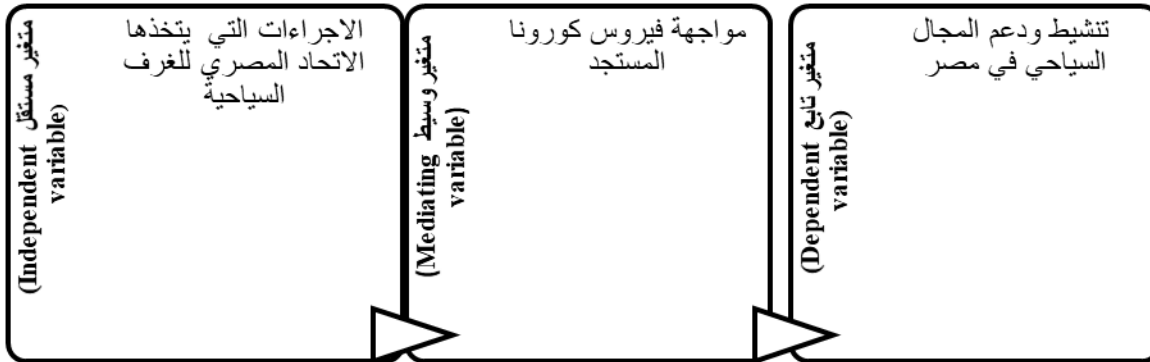 متغير مستقل (Independent
variable)
الاجراءات التي يتخذها
الاتحاد المصري للغرف
السياحية
متغير وسيط (Mediating
variable)
مواجهة فيروس كورونا
المستجد
متغير تابع (Dependent
variable)
تنشيط ودعم المجال
السياحي في مصر